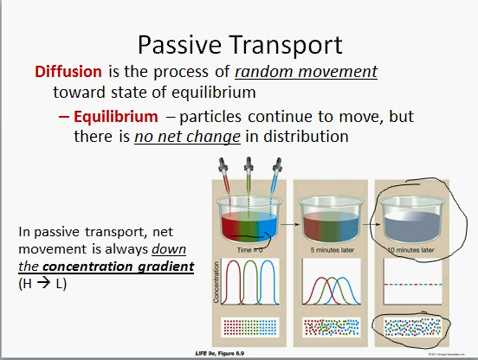 Passive Transport
Diffusion is the process of random movement
toward state of equilibrium
– Equilibrium – particles continue to move, but
there is no net change in distribution
In passive transport, net
movement is always down
the concentration gradient
(H → L)
Time = 0
5 minutes later
10 minutes later
Concentration
LIFE 9e, Figure 6.9